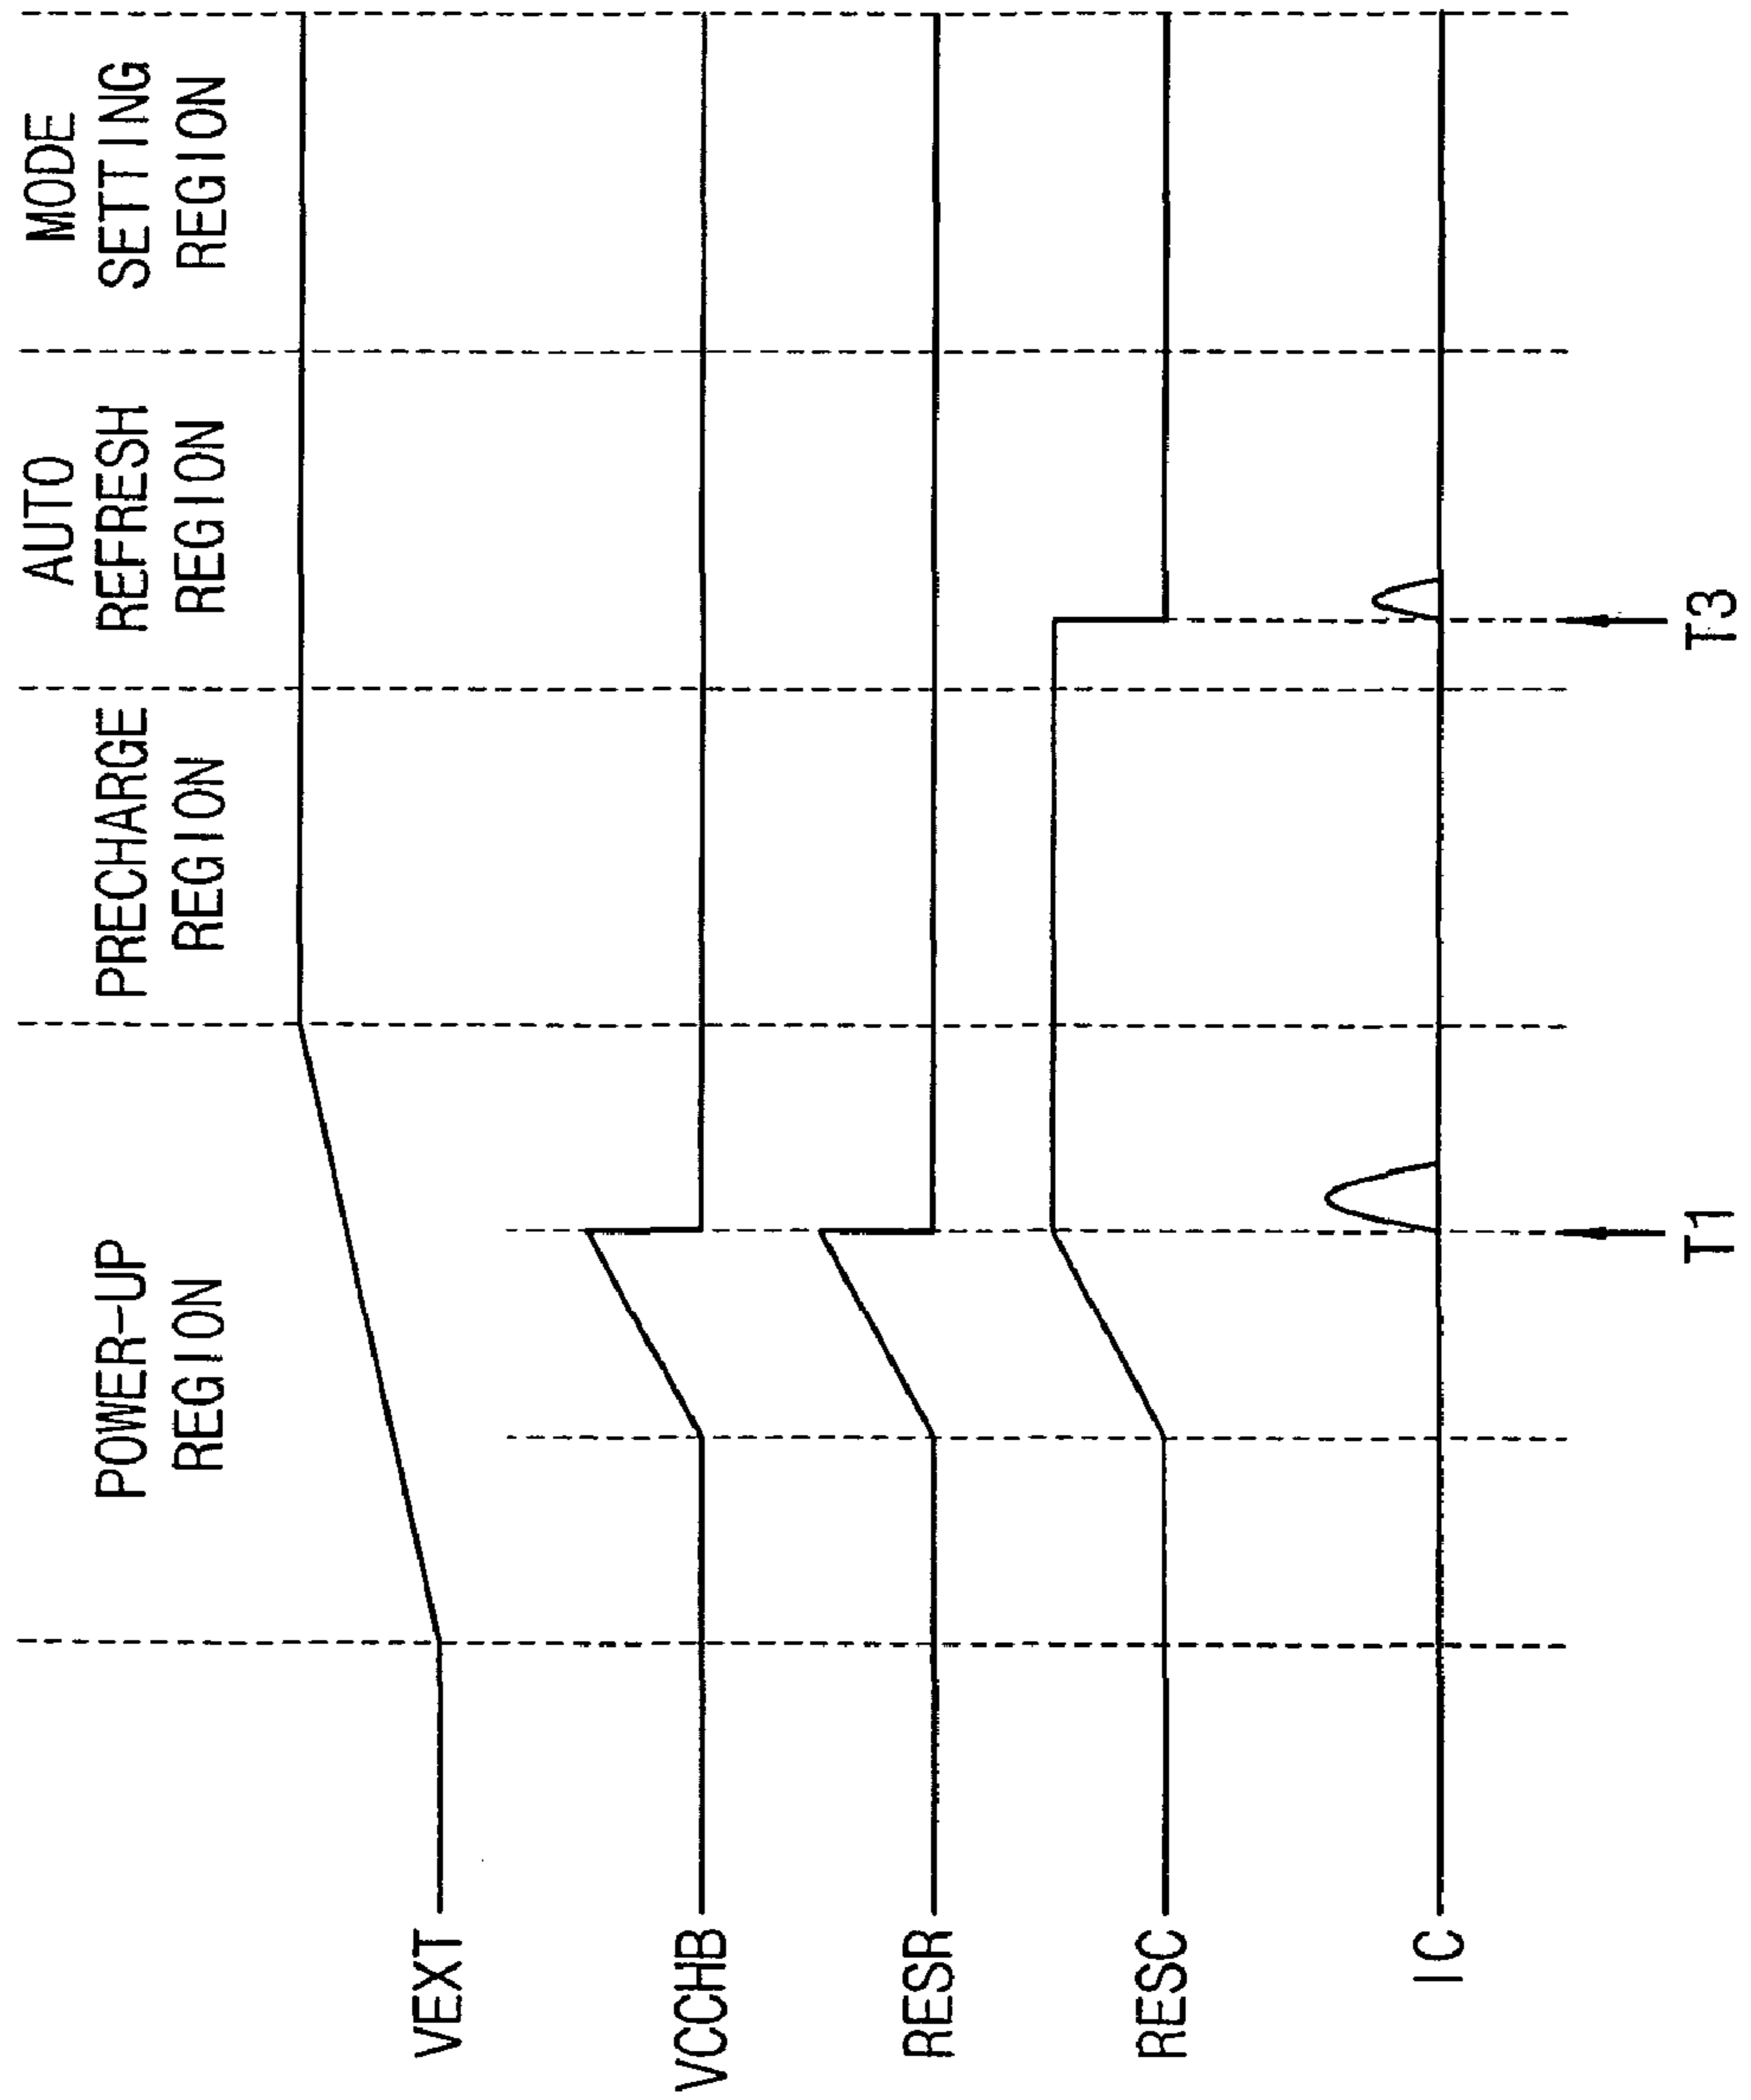 POWER-UP
REGION
PRECHARGE
REGION
AUTO
REFRESH
REGION
MODE
SETTING
REGION
VEXT
VCCHB
RESR
RESC
IC
T1
T3